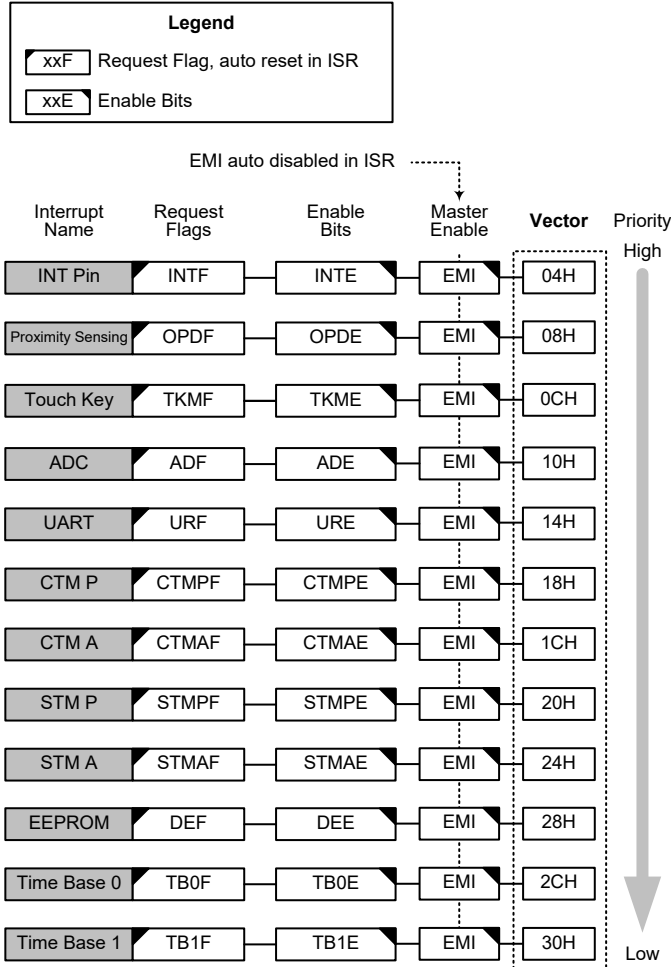 Legend
xxF Request Flag, auto reset in ISR
xxE Enable Bits
EMI auto disabled in ISR
Interrupt Name Request Flags Enable Bits Master Enable Vector Priority
High
INT Pin INTF INTE EMI 04H
Proximity Sensing OPDF OPDE EMI 08H
Touch Key TKMF TKME EMI 0CH
ADC ADF ADE EMI 10H
UART URF URE EMI 14H
CTM P CTMPF CTMPE EMI 18H
CTM A CTMAF CTMAE EMI 1CH
STM P STMPF STMPE EMI 20H
STM A STMAF STMAE EMI 24H
EEPROM DEF DEE EMI 28H
Time Base 0 TB0F TB0E EMI 2CH
Time Base 1 TB1F TB1E EMI 30H
Low